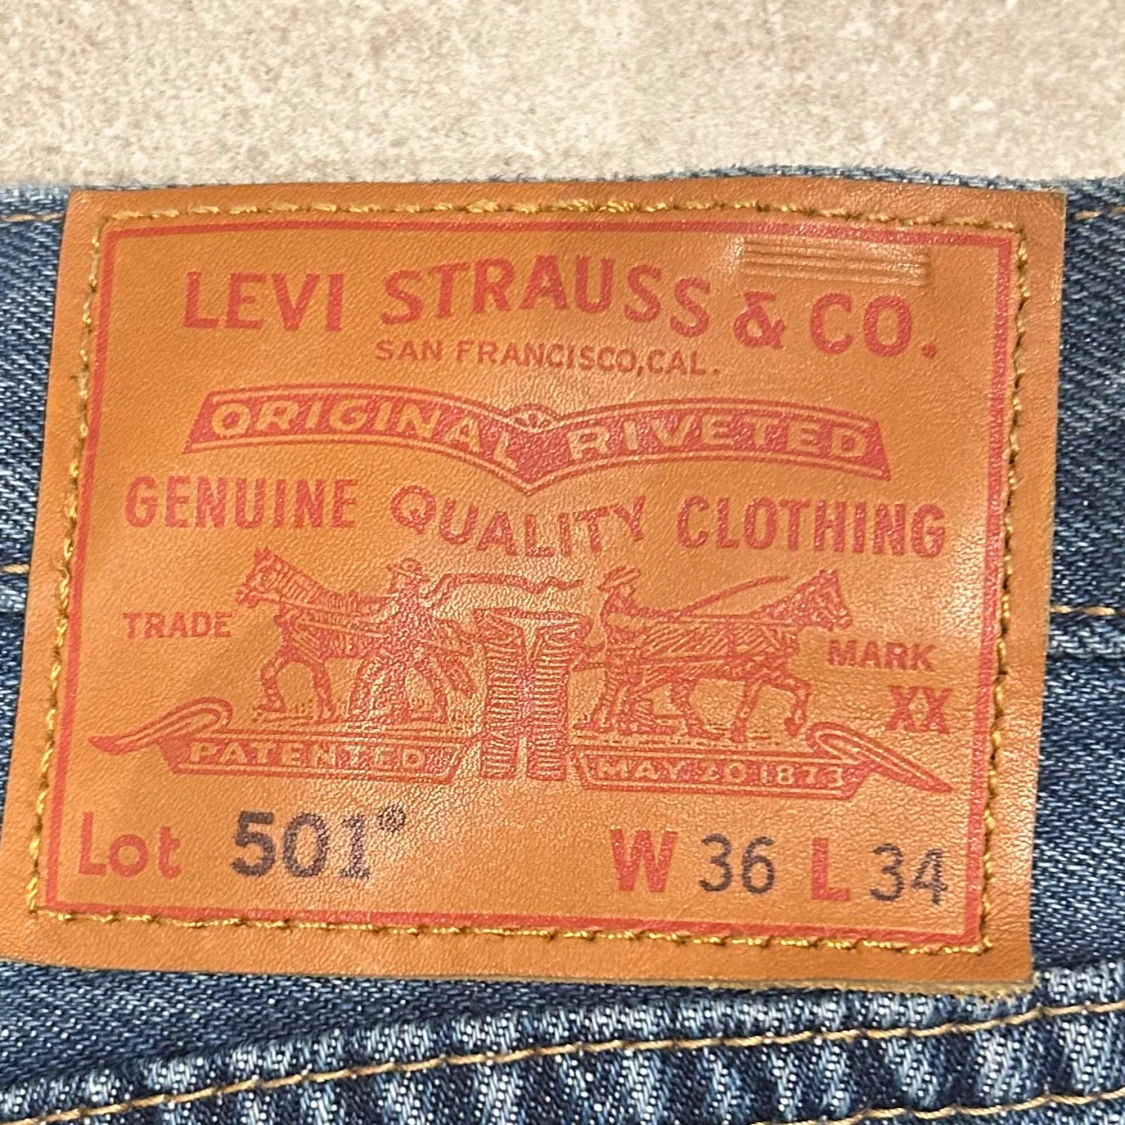 LEVI STRAUSS & CO.
SAN FRANCISCO,CAL.
ORIGINAL RIVETED
GENUINE QUALITY CLOTHING
TRADE MARK
XX
PATENTED MAY 20 1873
Lot 501® W 36 L 34